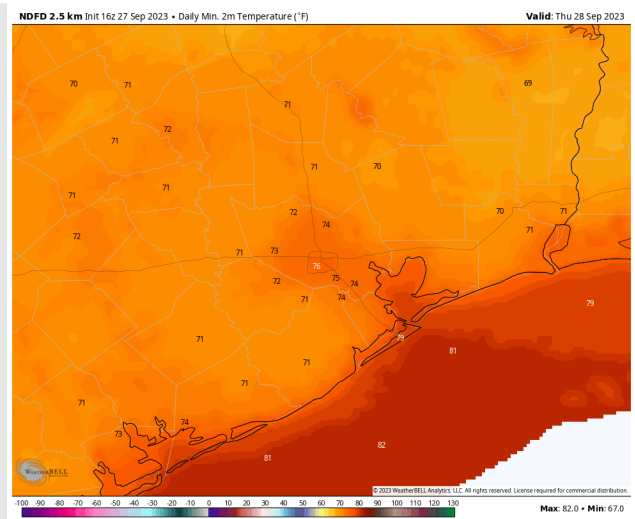 NDFD 2.5 km Init 16z 27 Sep 2023 • Daily Min. 2m Temperature (°F)
Valid: Thu 28 Sep 2023
69
70 71
71
72
71
71 70
71
71
72 70 71
74 71
72
71 73
76
72 75 74
71 74
79
79
71 81
71
71
71
74
73
82
81
WeatherBELL
© 2023 WeatherBELL Analytics, LLC. All rights reserved. License required for commercial distribution.
-100 -90 -80 -70 -60 -50 -40 -30 -20 -10 0 10 20 30 40 50 60 70 80 90 100 110 120 130
Max: 82.0 • Min: 67.0